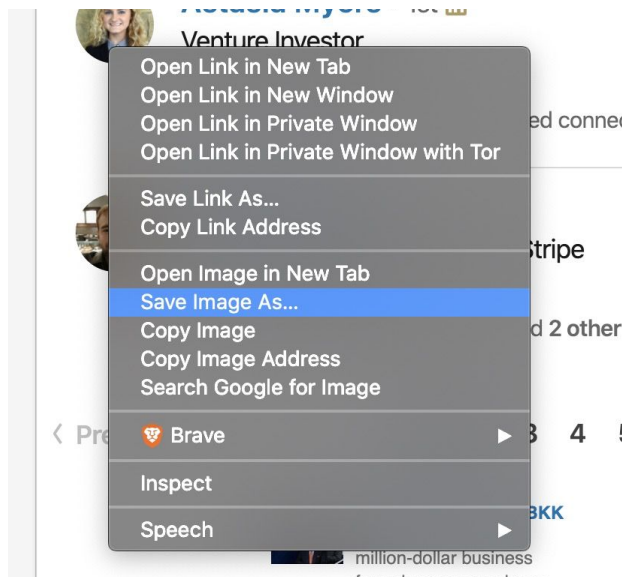 Venture Investor
Open Link in New Tab
Open Link in New Window
Open Link in Private Window
Open Link in Private Window with Tor
ed connec
Save Link As...
Copy Link Address
Stripe
Open Image in New Tab
Save Image As...
Copy Image
d 2 other
Copy Image Address
Search Google for Image
Pre
Brave
3 4
Inspect
BKK
Speech
million-dollar business